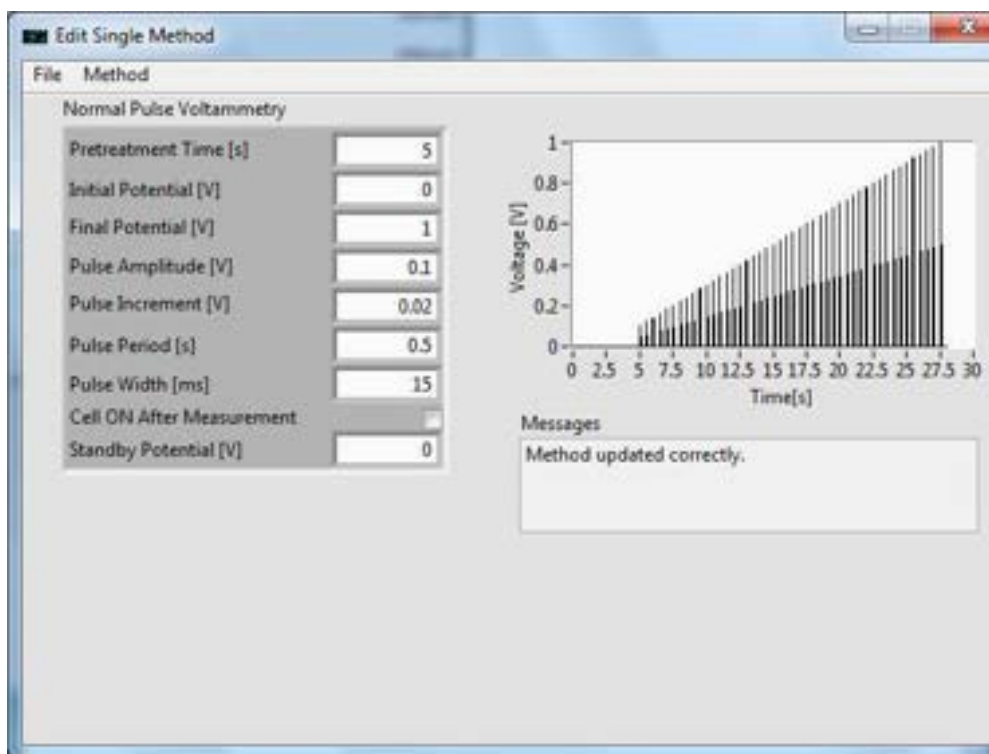 Edit Single Method
File Method
Normal Pulse Voltammetry
Pretreatment Time [s] 5
Initial Potential [V] 0
Final Potential [V] 1
Pulse Amplitude [V] 0.1
Pulse Increment [V] 0.02
Pulse Period [s] 0.5
Pulse Width [ms] 15
Cell ON After Measurement
Standby Potential [V] 0
Voltage [V]
1
0.8
0.6
0.4
0.2
0
0 2.5 5 7.5 10 12.5 15 17.5 20 22.5 25 27.5 30
Time[s]
Messages
Method updated correctly.